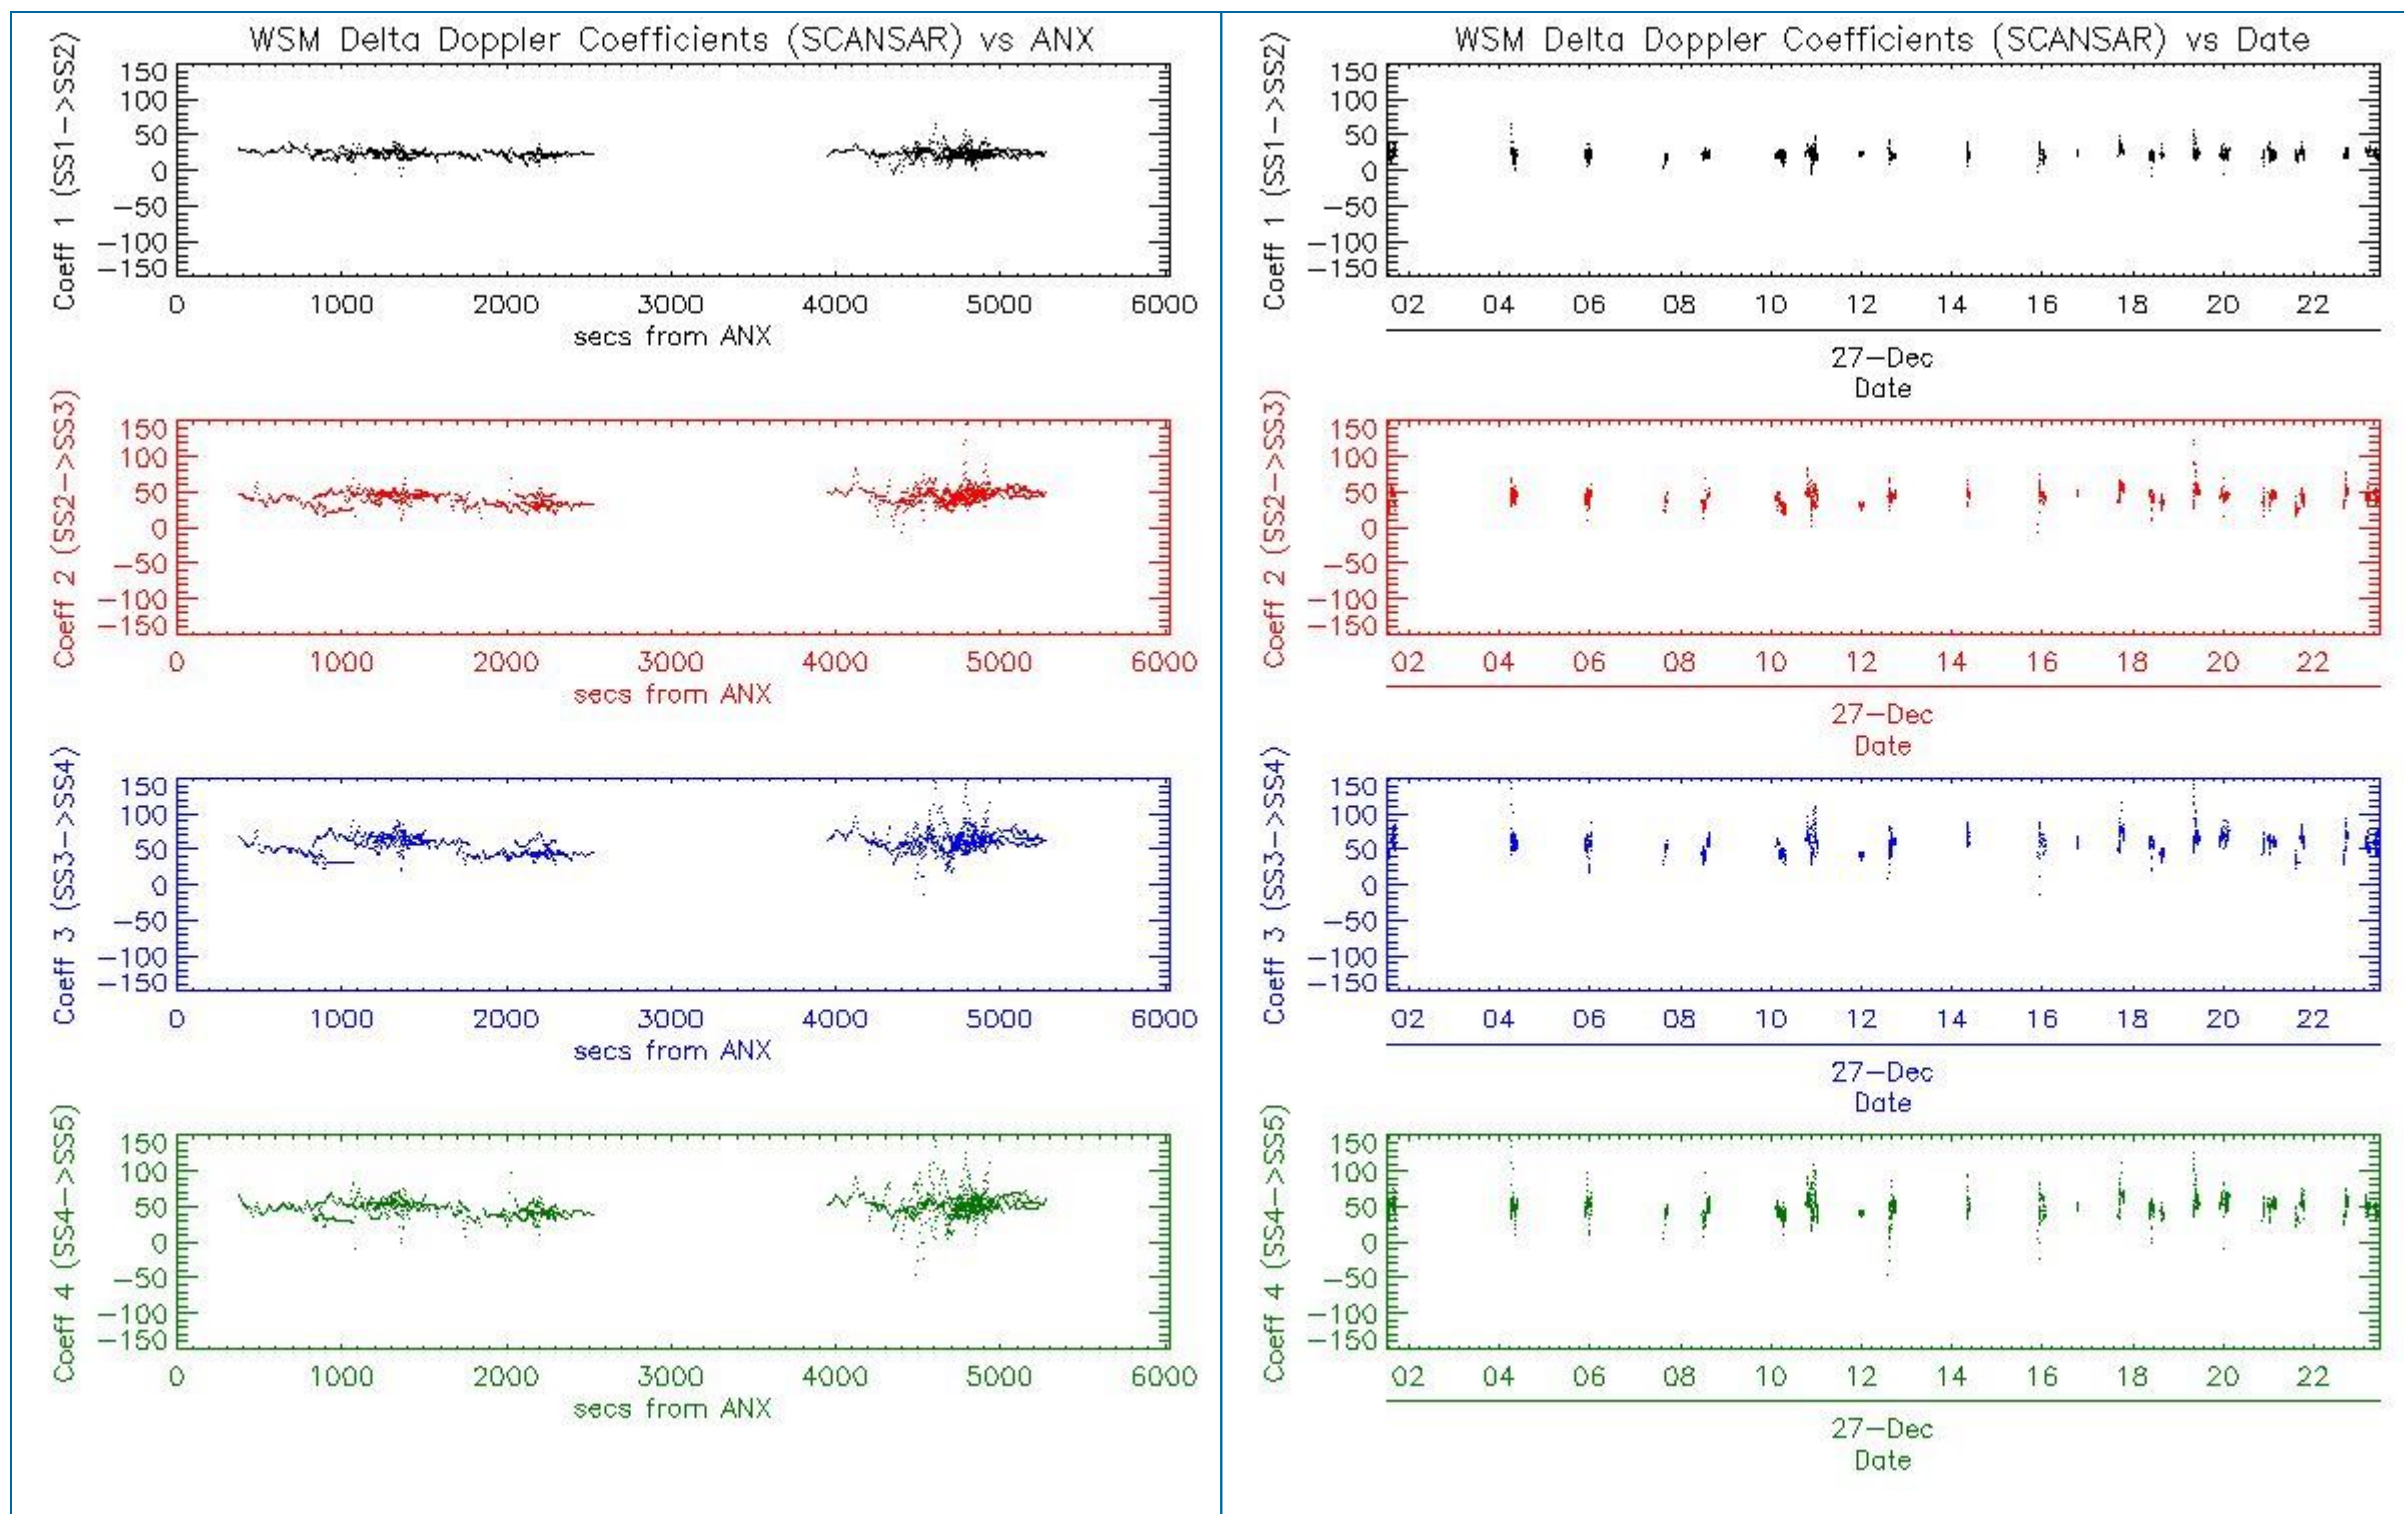 WSM Delta Doppler Coefficients (SCANSAR) vs ANX
Coeff 1 (SS1->SS2)
150
100
50
0
-50
-100
-150
0 1000 2000 3000 4000 5000 6000
secs from ANX
Coeff 2 (SS2->SS3)
150
100
50
0
-50
-100
-150
0 1000 2000 3000 4000 5000 6000
secs from ANX
Coeff 3 (SS3->SS4)
150
100
50
0
-50
-100
-150
0 1000 2000 3000 4000 5000 6000
secs from ANX
Coeff 4 (SS4->SS5)
150
100
50
0
-50
-100
-150
0 1000 2000 3000 4000 5000 6000
secs from ANX
WSM Delta Doppler Coefficients (SCANSAR) vs Date
Coeff 1 (SS1->SS2)
150
100
50
0
-50
-100
-150
02 04 06 08 10 12 14 16 18 20 22
27-Dec
Date
Coeff 2 (SS2->SS3)
150
100
50
0
-50
-100
-150
02 04 06 08 10 12 14 16 18 20 22
27-Dec
Date
Coeff 3 (SS3->SS4)
150
100
50
0
-50
-100
-150
02 04 06 08 10 12 14 16 18 20 22
27-Dec
Date
Coeff 4 (SS4->SS5)
150
100
50
0
-50
-100
-150
02 04 06 08 10 12 14 16 18 20 22
27-Dec
Date